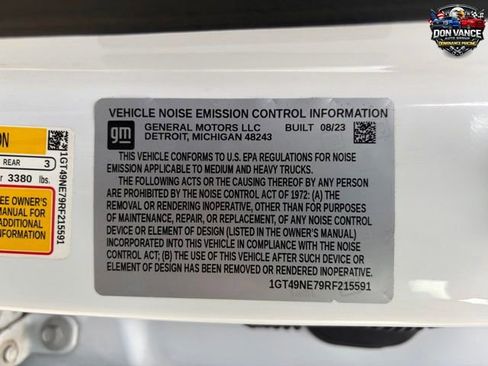 DON VANCE
AUTO GROUP
VEHICLE NOISE EMISSION CONTROL INFORMATION
gm
GENERAL MOTORS LLC BUILT 08/23
DETROIT, MICHIGAN 48243
THIS VEHICLE CONFORMS TO U.S. EPA REGULATIONS FOR NOISE
EMISSION APPLICABLE TO MEDIUM AND HEAVY TRUCKS.
THE FOLLOWING ACTS OR THE CAUSING THEREOF BY ANY PERSON
ARE PROHIBITED BY THE NOISE CONTROL ACT OF 1972: (A) THE
REMOVAL OR RENDERING INOPERATIVE, OTHER THAN FOR PURPOSES
OF MAINTENANCE, REPAIR, OR REPLACEMENT, OF ANY NOISE CONTROL
DEVICE OR ELEMENT OF DESIGN (LISTED IN THE OWNER'S MANUAL)
INCORPORATED INTO THIS VEHICLE IN COMPLIANCE WITH THE NOISE
CONTROL ACT; (B) THE USE OF THIS VEHICLE AFTER SUCH DEVICE OR
ELEMENT OF DESIGN HAS BEEN REMOVED OR RENDERED INOPERATIVE.
1GT49NE79RF215591
ON
REAR 3
3380 lbs.
EE OWNER'S
MANUAL FOR
ADDITIONAL
1GT49NE79RF215591